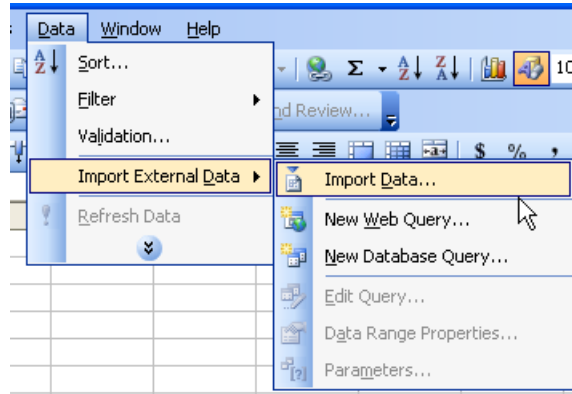 Data Window Help
Sort...
Filter
Validation...
Import External Data
Refresh Data
Σ A Z Z A 10
nd Review...
$ % ,
Import Data...
New Web Query...
New Database Query...
Edit Query...
Data Range Properties...
Parameters...